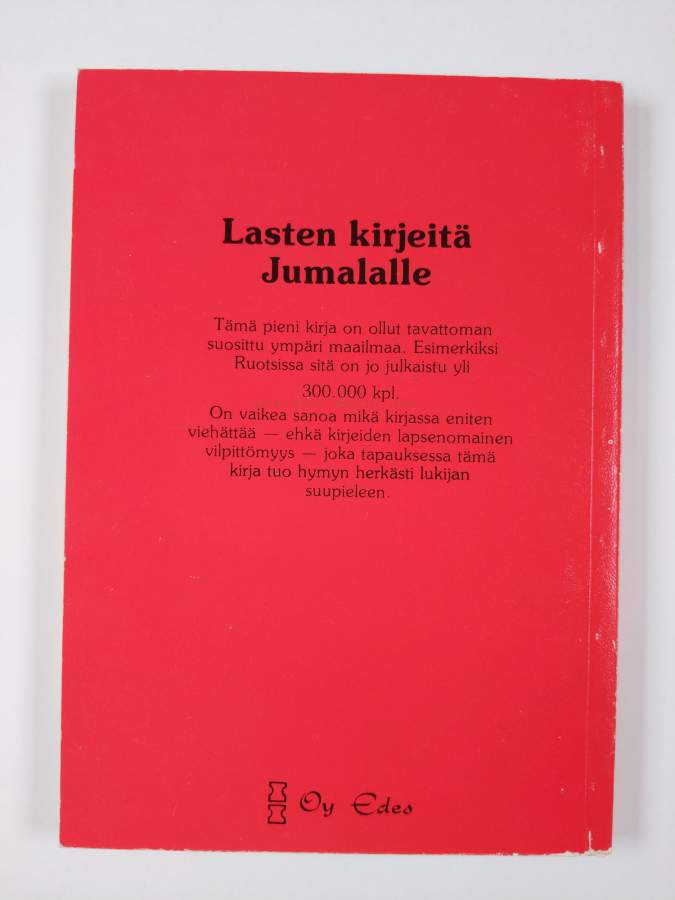 Lasten kirjeitä
Jumalalle
Tämä pieni kirja on ollut tavattoman
suosittu ympäri maailmaa. Esimerkiksi
Ruotsissa sitä on jo julkaistu yli
300.000 kpl.
On vaikea sanoa mikä kirjassa eniten
viehättää — ehkä kirjeiden lapsenomainen
vilpittömyys — joka tapauksessa tämä
kirja tuo hymyn herkästi lukijan
suupieleen.
Oy Edes